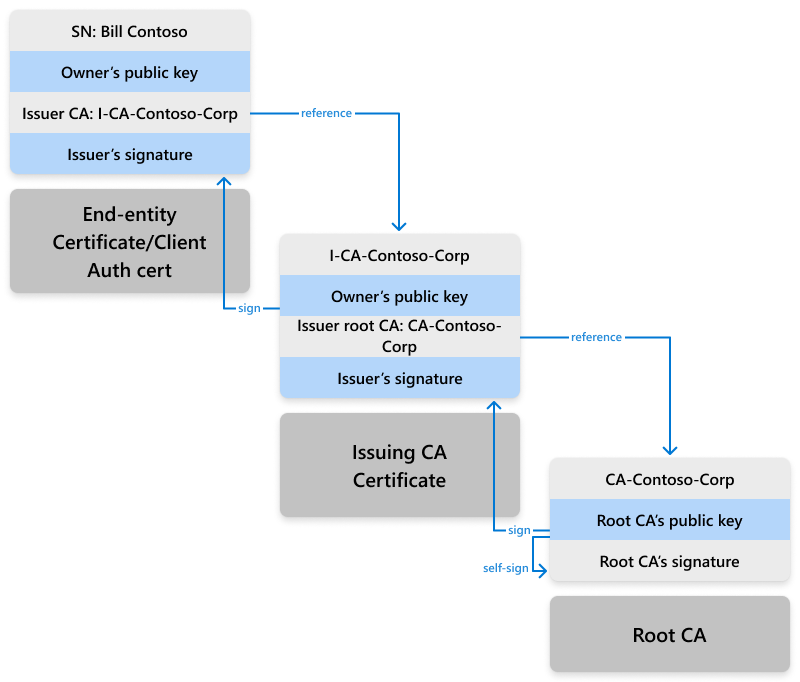 SN: Bill Contoso
Owner’s public key
Issuer CA: I-CA-Contoso-Corp
reference
Issuer’s signature
End-entity
Certificate/Client
Auth cert
I-CA-Contoso-Corp
Owner’s public key
sign
Issuer root CA: CA-Contoso-
Corp
reference
Issuer’s signature
Issuing CA
Certificate
CA-Contoso-Corp
Root CA’s public key
sign
Root CA’s signature
self-sign
Root CA